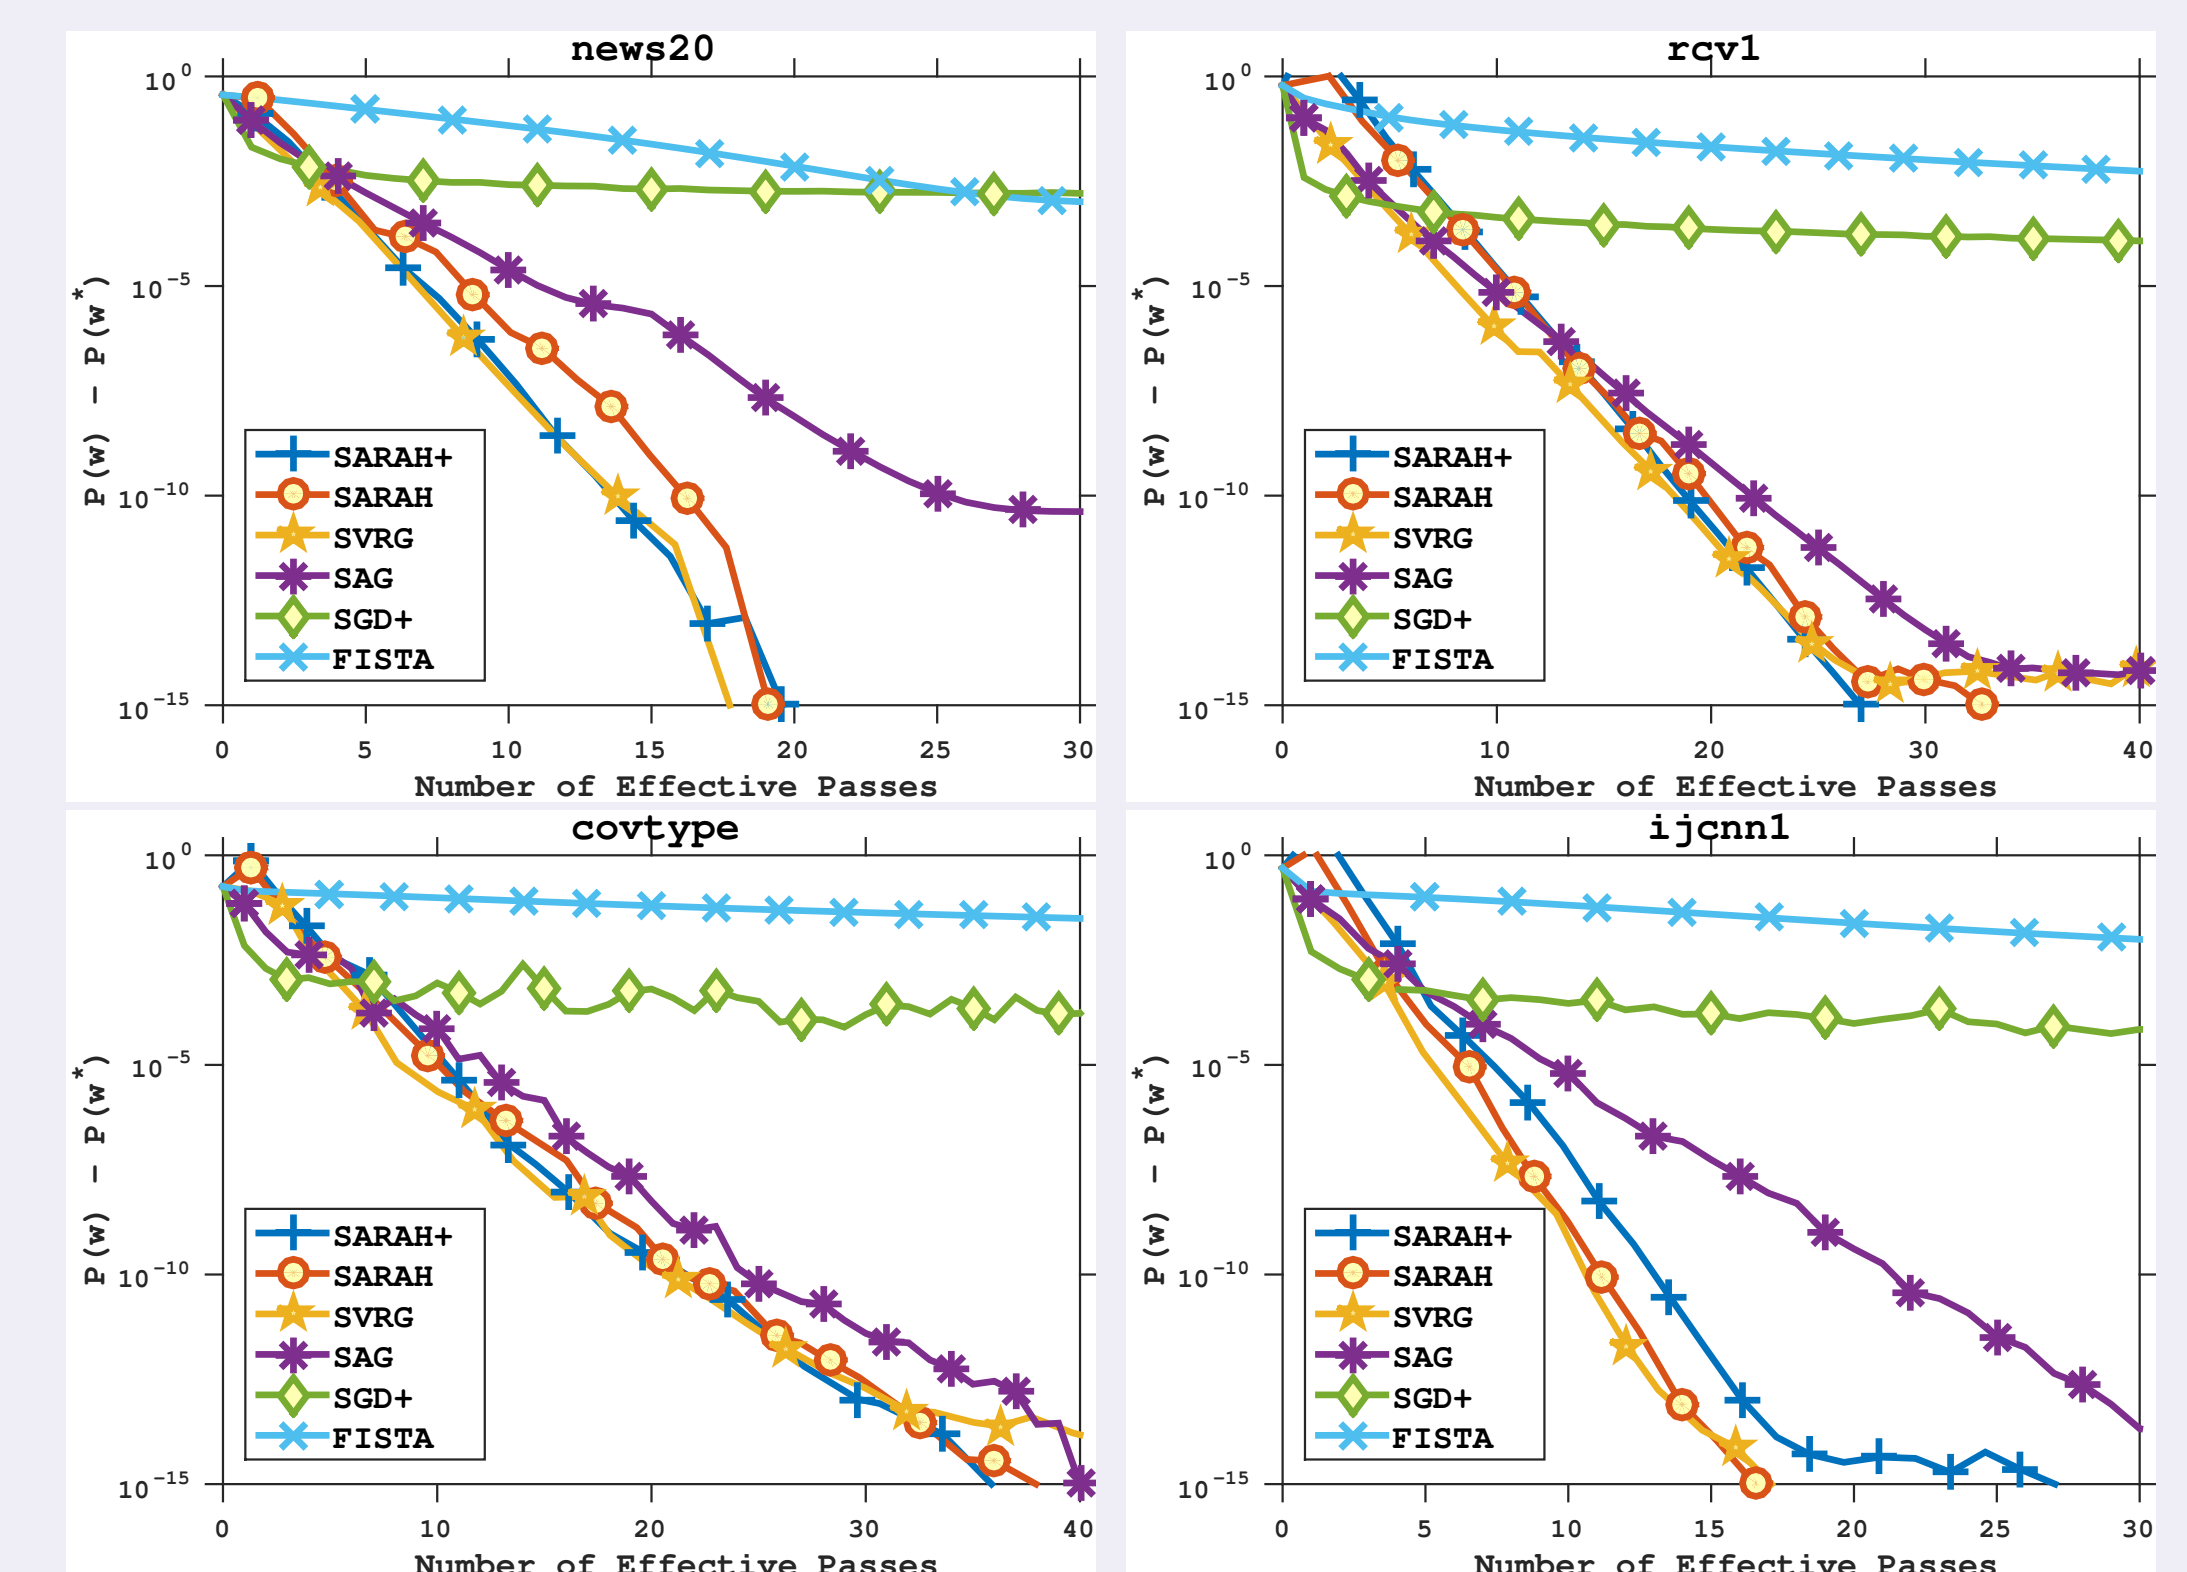 news20
10^0
10^-5
10^-10
10^-15
P(w) - P(w^*)
SARAH+
SARAH
SVRG
SAG
SGD+
FISTA
0 5 10 15 20 25 30
Number of Effective Passes
rcv1
10^0
10^-5
10^-10
10^-15
P(w) - P(w^*)
SARAH+
SARAH
SVRG
SAG
SGD+
FISTA
0 10 20 30 40
Number of Effective Passes
covtype
10^0
10^-5
10^-10
10^-15
P(w) - P(w^*)
SARAH+
SARAH
SVRG
SAG
SGD+
FISTA
0 10 20 30 40
Number of Effective Passes
ijcnn1
10^0
10^-5
10^-10
10^-15
P(w) - P(w^*)
SARAH+
SARAH
SVRG
SAG
SGD+
FISTA
0 5 10 15 20 25 30
Number of Effective Passes